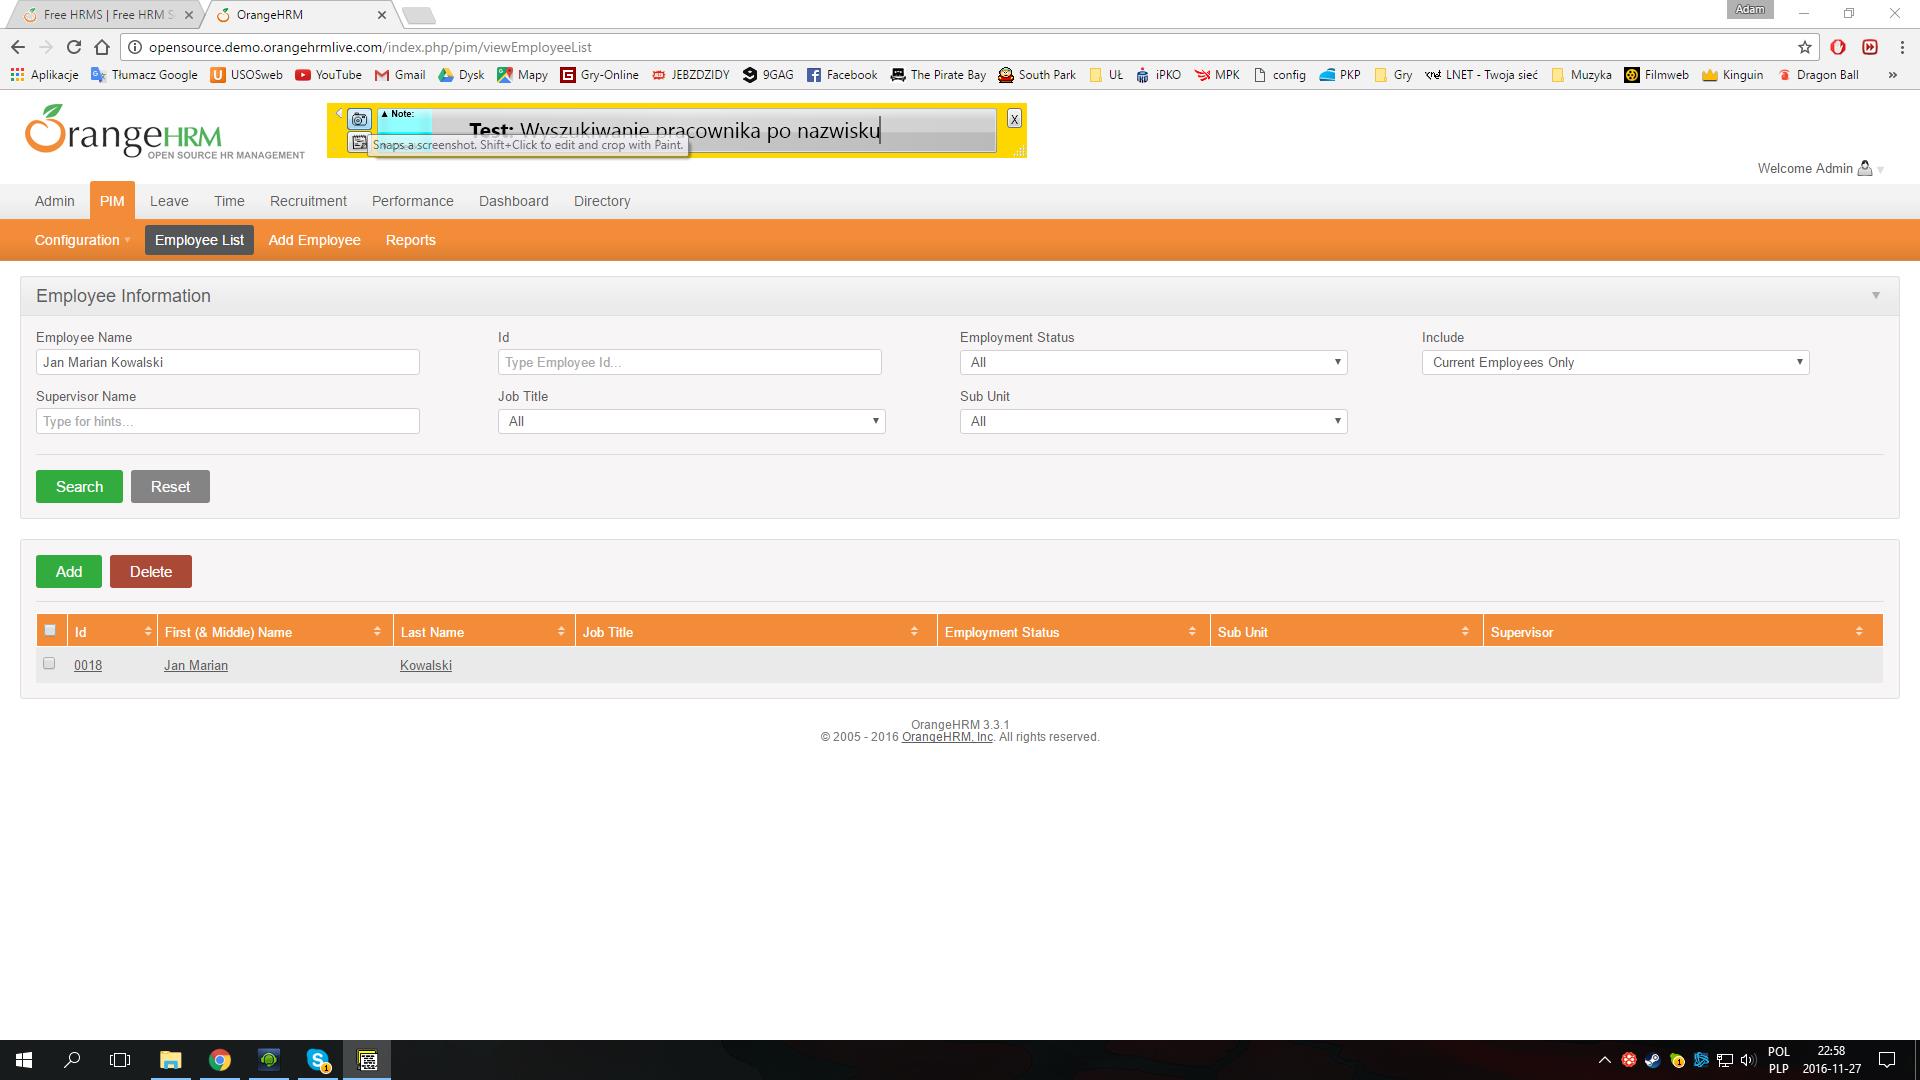 Free HRMS | Free HRM S
OrangeHRM
Adam
opensource.demo.orangehrmlive.com/index.php/pim/viewEmployeeList
Aplikacje Tłumacz Google USOSweb YouTube Gmail Dysk Mapy Gry-Online JEBZDZIDY 9GAG Facebook The Pirate Bay South Park UŁ iPKO MPK config PKP Gry LNET - Twoja sieć Muzyka Filmweb Kinguin Dragon Ball »
OrangeHRM
OPEN SOURCE HR MANAGEMENT
Note:
Test: Wyszukiwanie pracownika po nazwisku
X
Snaps a screenshot. Shift+Click to edit and crop with Paint.
Welcome Admin
Admin PIM Leave Time Recruitment Performance Dashboard Directory
Configuration Employee List Add Employee Reports
Employee Information
Employee Name Id Employment Status Include
Jan Marian Kowalski Type Employee Id... All Current Employees Only
Supervisor Name Job Title Sub Unit
Type for hints... All All
Search Reset
Add Delete
Id First (& Middle) Name Last Name Job Title Employment Status Sub Unit Supervisor
0018 Jan Marian Kowalski
OrangeHRM 3.3.1
© 2005 - 2016 OrangeHRM, Inc. All rights reserved.
POL 22:58
PLP 2016-11-27